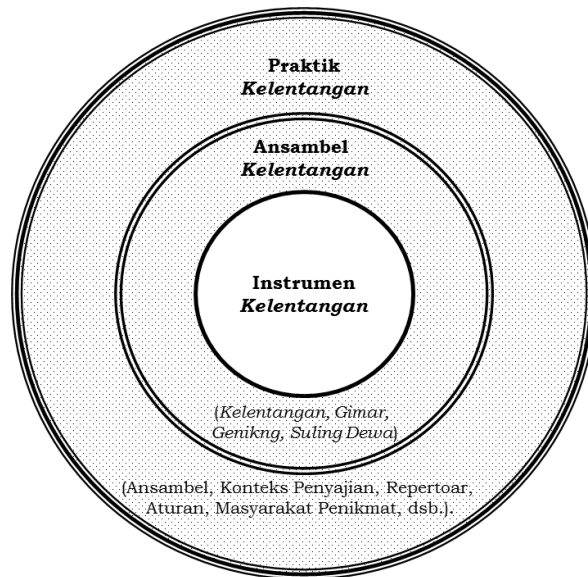 Praktik
Kelentangan
Ansambel
Kelentangan
Instrumen
Kelentangan
(Kelentangan, Gimar,
Genikng, Suling Dewa)
(Ansambel, Konteks Penyajian, Repertoar,
Aturan, Masyarakat Penikmat, dsb.).